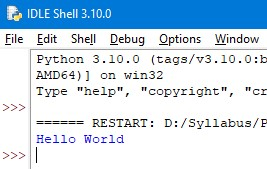 IDLE Shell 3.10.0
File Edit Shell Debug Options Window
Python 3.10.0 (tags/v3.10.0:b
AMD64)] on win32
Type "help", "copyright", "cr
>>>
====== RESTART: D:/Syllabus/P
Hello World
>>>